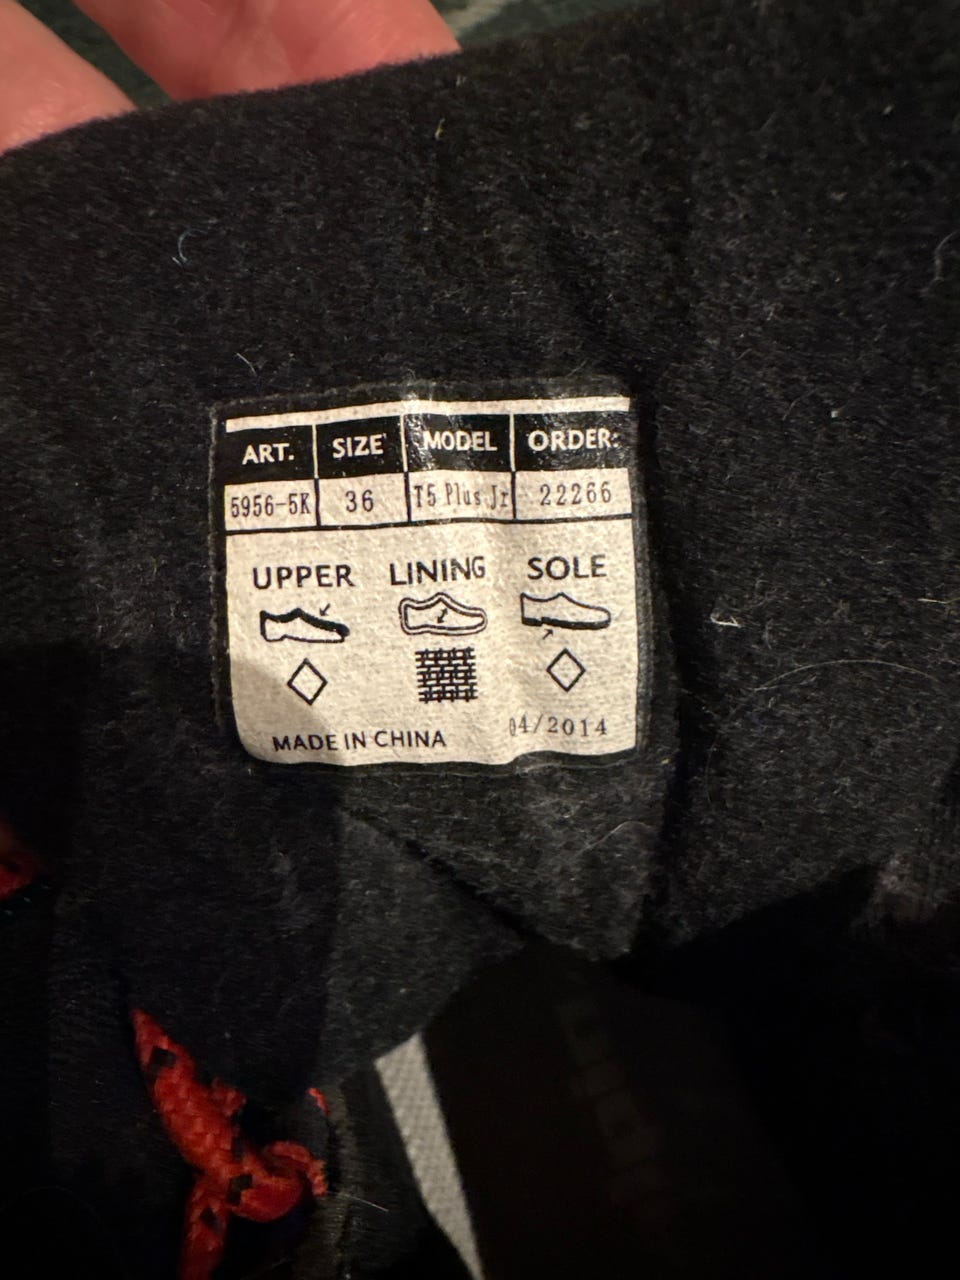 ART. SIZE MODEL ORDER:
5956-5K 36 T5 Plus Jr 22266
UPPER LINING SOLE
MADE IN CHINA 04/2014